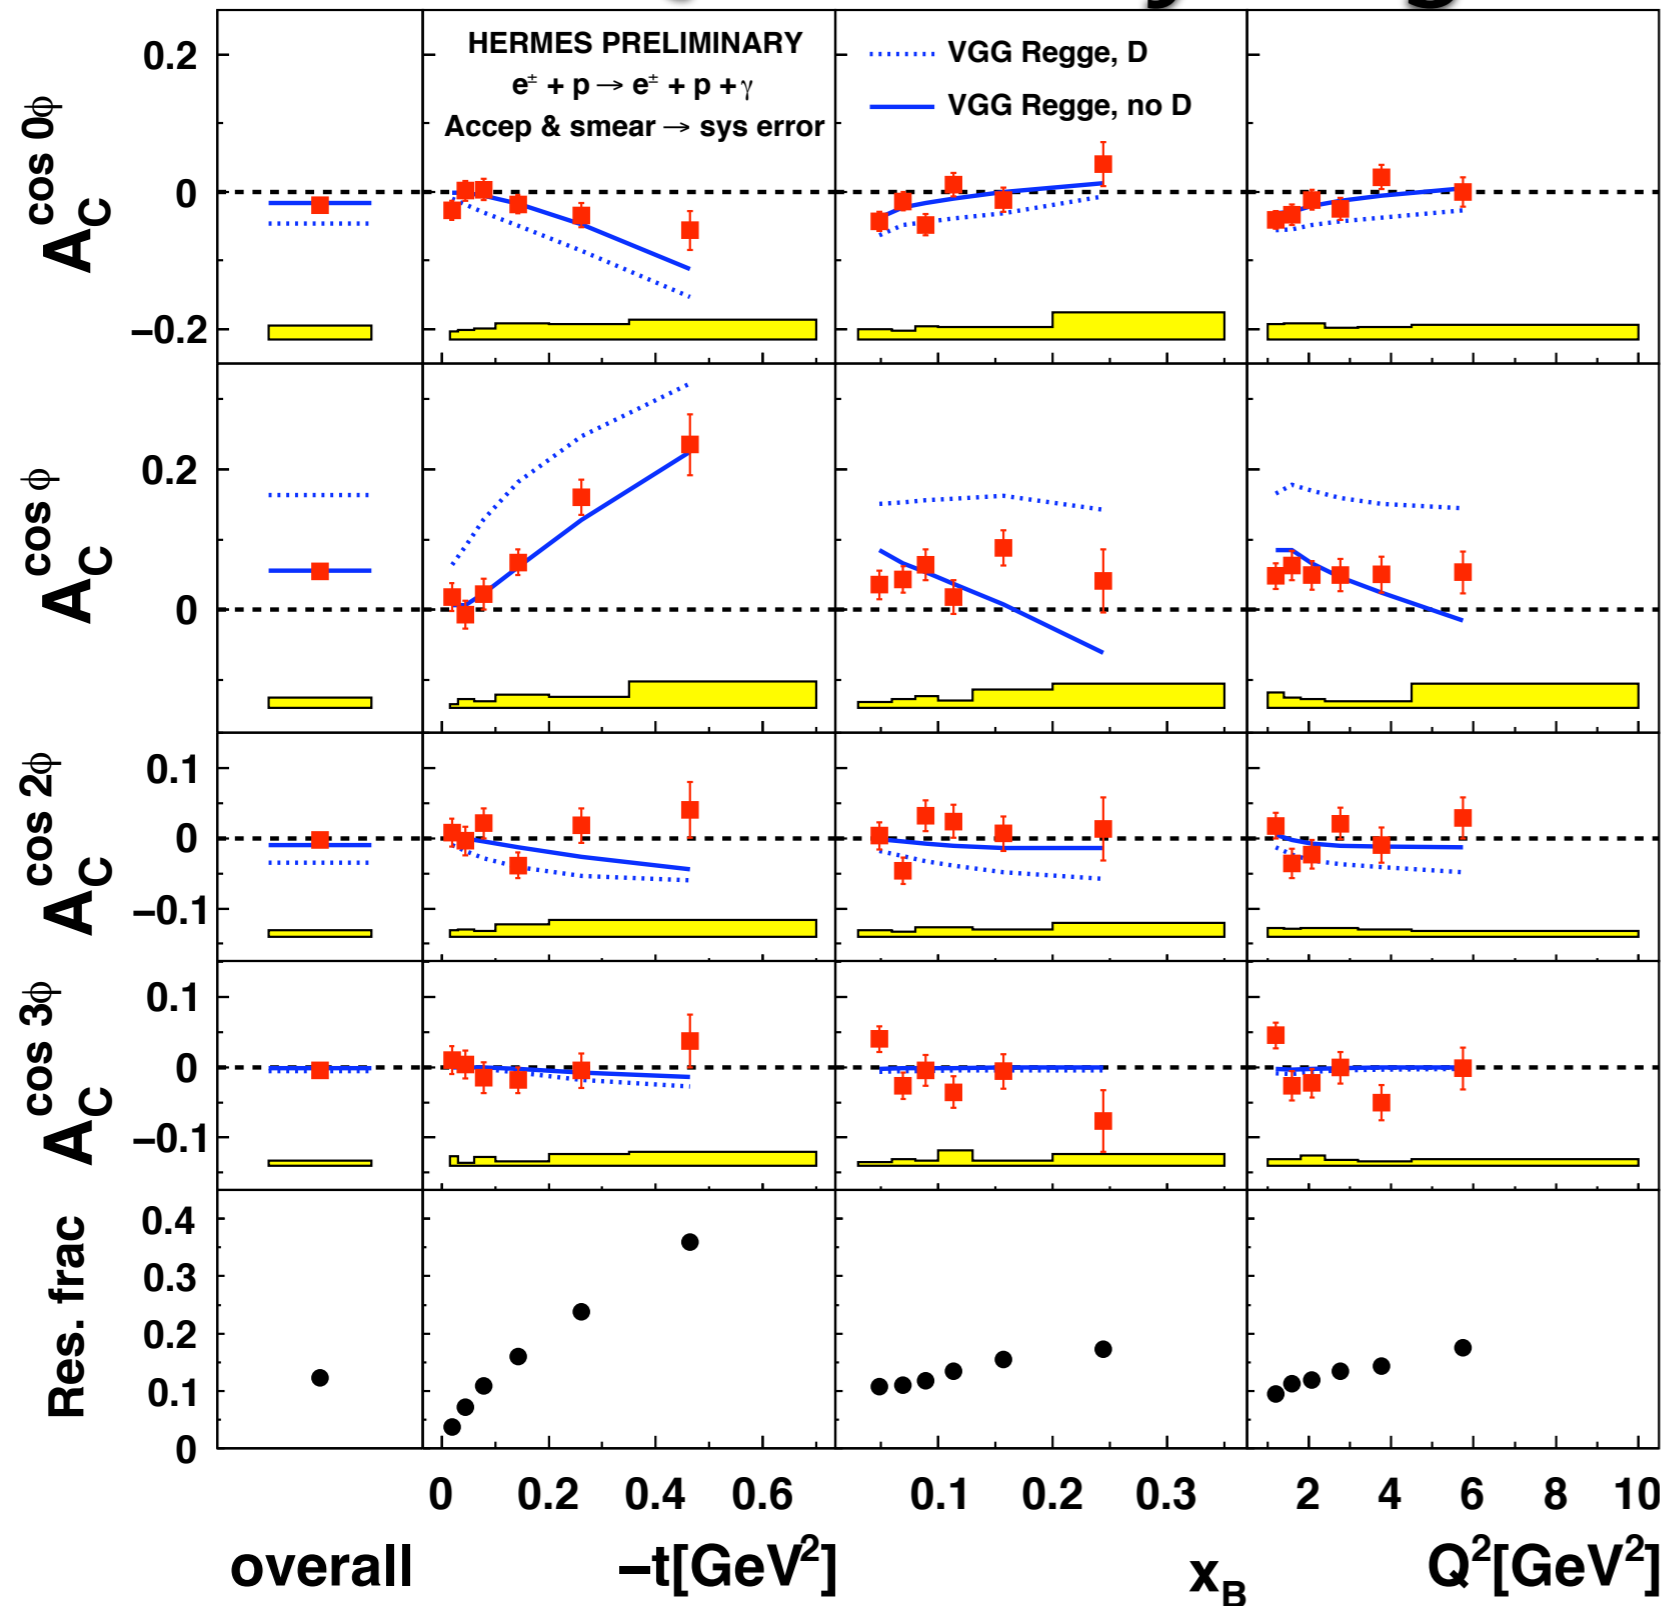 HERMES PRELIMINARY
e± + p → e± + p + γ
Accep & smear → sys error
VGG Regge, D
VGG Regge, no D
A_C^cos 0ϕ
0.2
0
−0.2
A_C^cos ϕ
0.2
0
A_C^cos 2ϕ
0.1
0
−0.1
A_C^cos 3ϕ
0.1
0
−0.1
Res. frac
0.4
0.3
0.2
0.1
0
0 0.2 0.4 0.6 0.1 0.2 0.3 2 4 6 8 10
overall −t[GeV²] x_B Q²[GeV²]